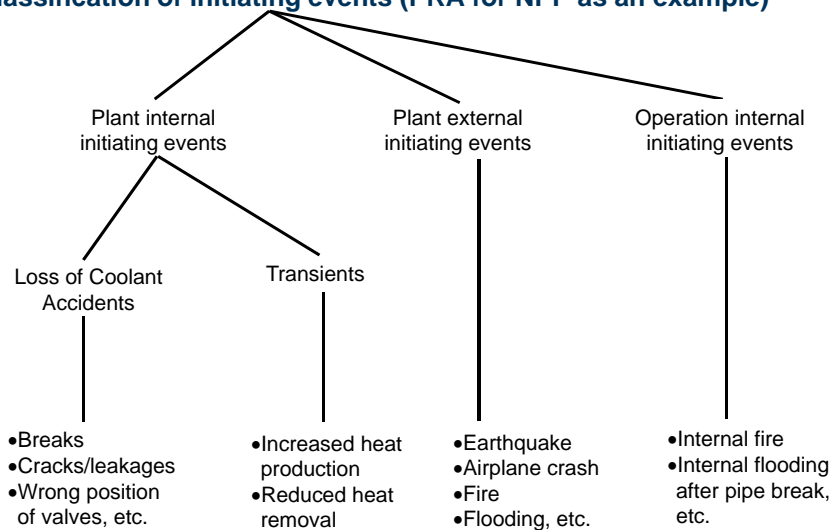 initiating events (PRA for NPP as an example)
Plant internal
initiating events
Plant external
initiating events
Operation internal
initiating events
Loss of Coolant
Accidents
Transients
•Breaks
•Cracks/leakages
•Wrong position
of valves, etc.
•Increased heat
production
•Reduced heat
removal
•Earthquake
•Airplane crash
•Fire
•Flooding, etc.
•Internal fire
•Internal flooding
after pipe break,
etc.